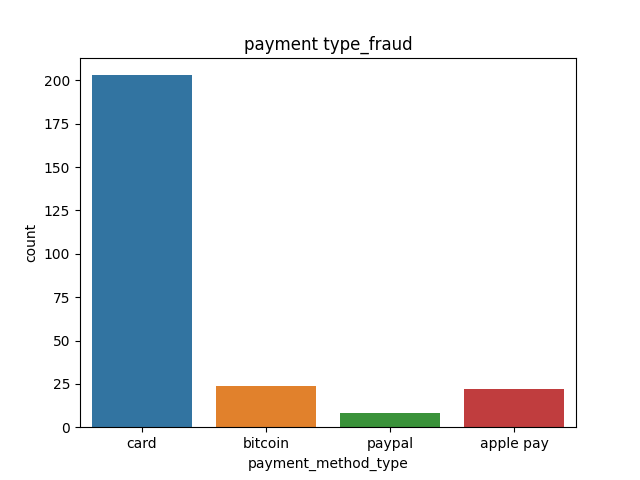 payment type_fraud
200
175
150
125
100
75
50
25
0
count
card
bitcoin
paypal
apple pay
payment_method_type